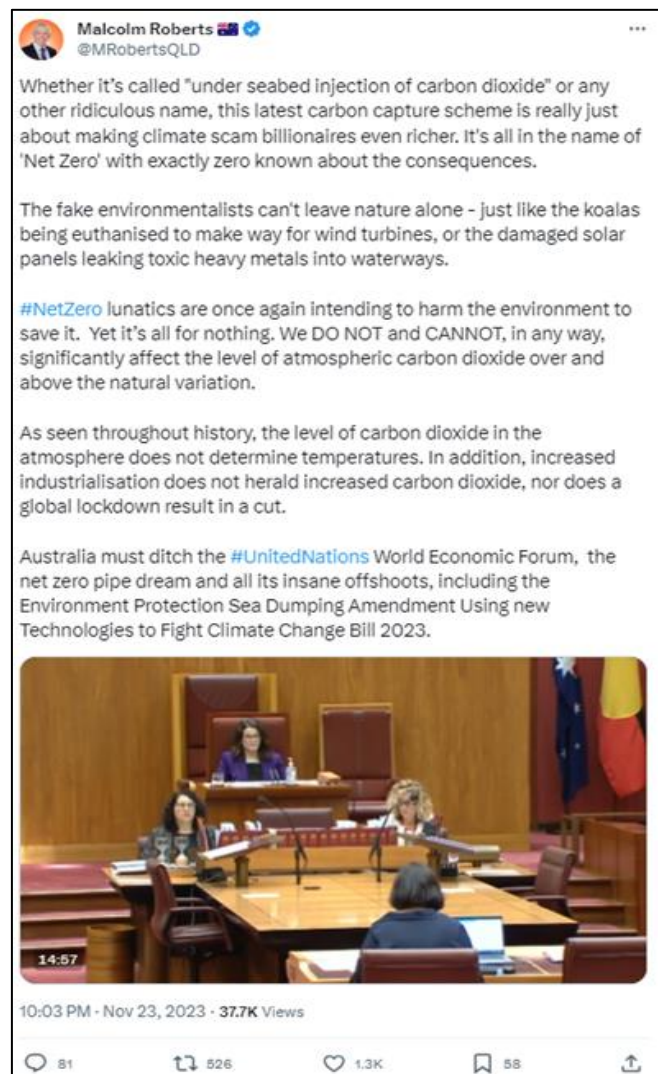 Malcolm Roberts 🇦🇺
@MRobertsQLD
Whether it's called "under seabed injection of carbon dioxide" or any
other ridiculous name, this latest carbon capture scheme is really just
about making climate scam billionaires even richer. It's all in the name of
'Net Zero' with exactly zero known about the consequences.
The fake environmentalists can't leave nature alone - just like the koalas
being euthanised to make way for wind turbines, or the damaged solar
panels leaking toxic heavy metals into waterways.
#NetZero lunatics are once again intending to harm the environment to
save it.  Yet it's all for nothing. We DO NOT and CANNOT, in any way,
significantly affect the level of atmospheric carbon dioxide over and
above the natural variation.
As seen throughout history, the level of carbon dioxide in the
atmosphere does not determine temperatures. In addition, increased
industrialisation does not herald increased carbon dioxide, nor does a
global lockdown result in a cut.
Australia must ditch the #UnitedNations World Economic Forum,  the
net zero pipe dream and all its insane offshoots, including the
Environment Protection Sea Dumping Amendment Using new
Technologies to Fight Climate Change Bill 2023.
14:57
10:03 PM · Nov 23, 2023 · 37.7K Views
81 526 1.3K 58